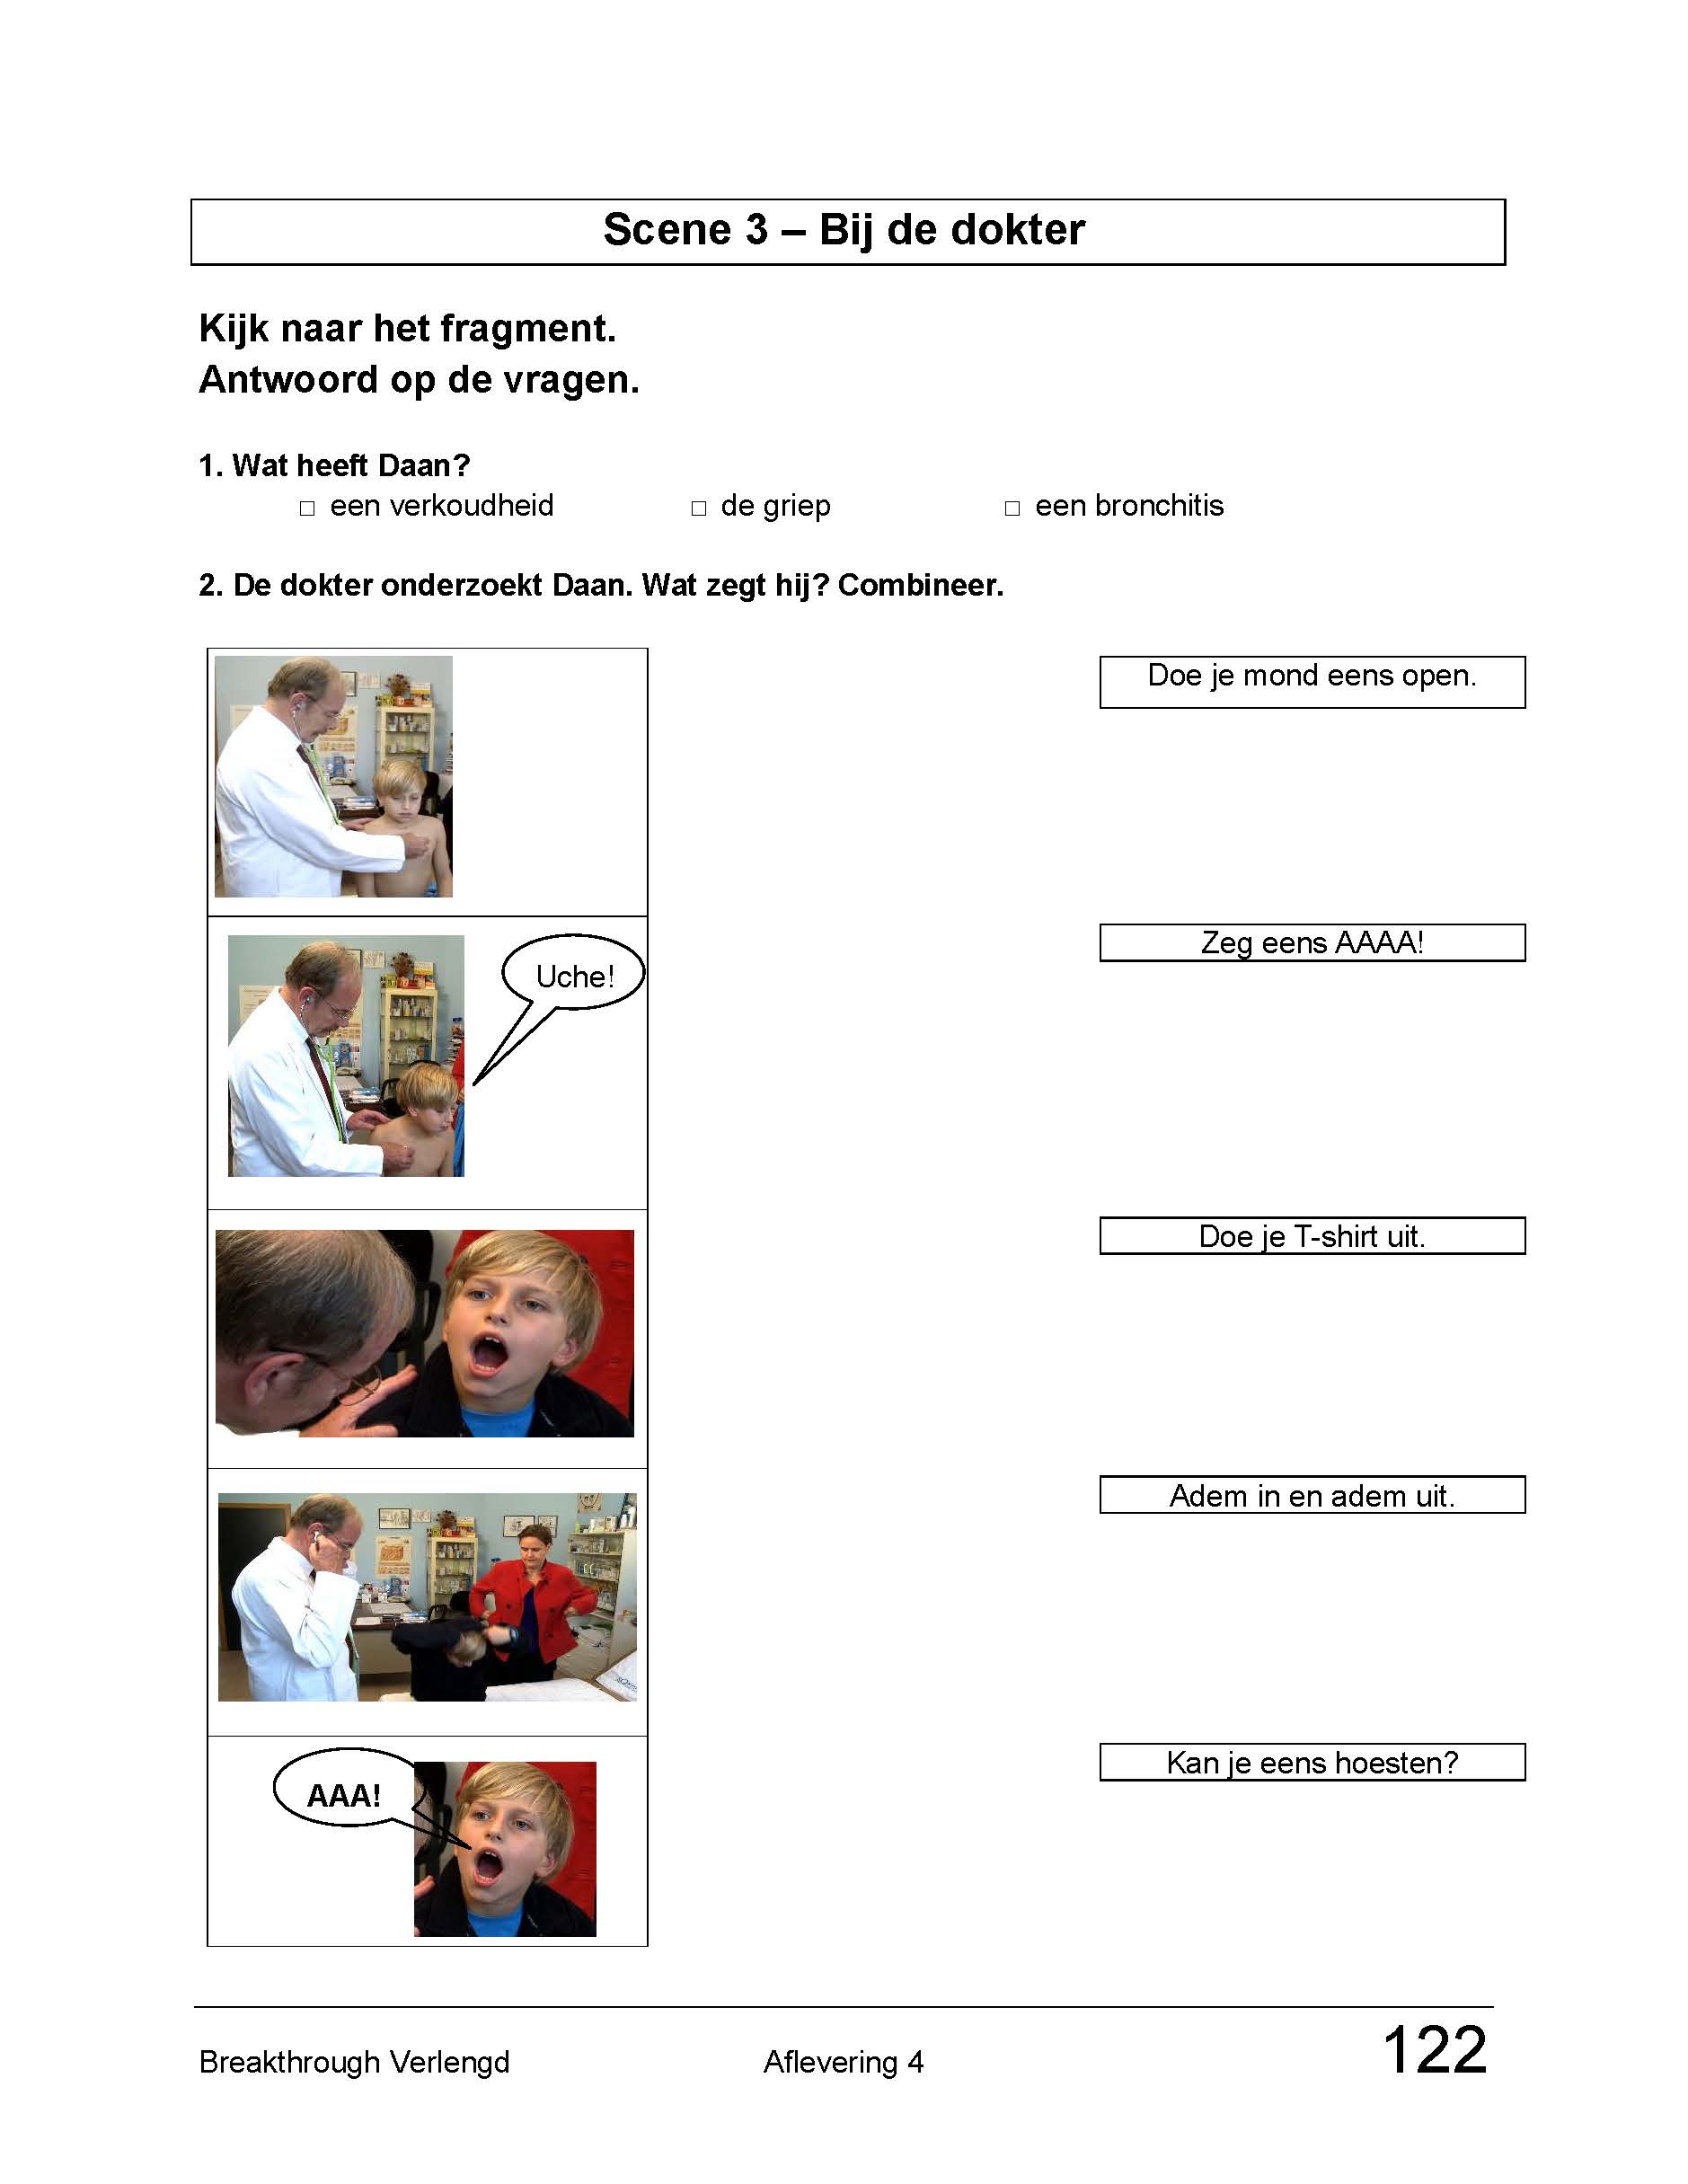 Scene 3 – Bij de dokter
Kijk naar het fragment.
Antwoord op de vragen.
1. Wat heeft Daan?
□ een verkoudheid □ de griep □ een bronchitis
2. De dokter onderzoekt Daan. Wat zegt hij? Combineer.
Doe je mond eens open.
Uche!
Zeg eens AAAA!
Doe je T-shirt uit.
Adem in en adem uit.
AAA!
Kan je eens hoesten?
Breakthrough Verlengd Aflevering 4 122